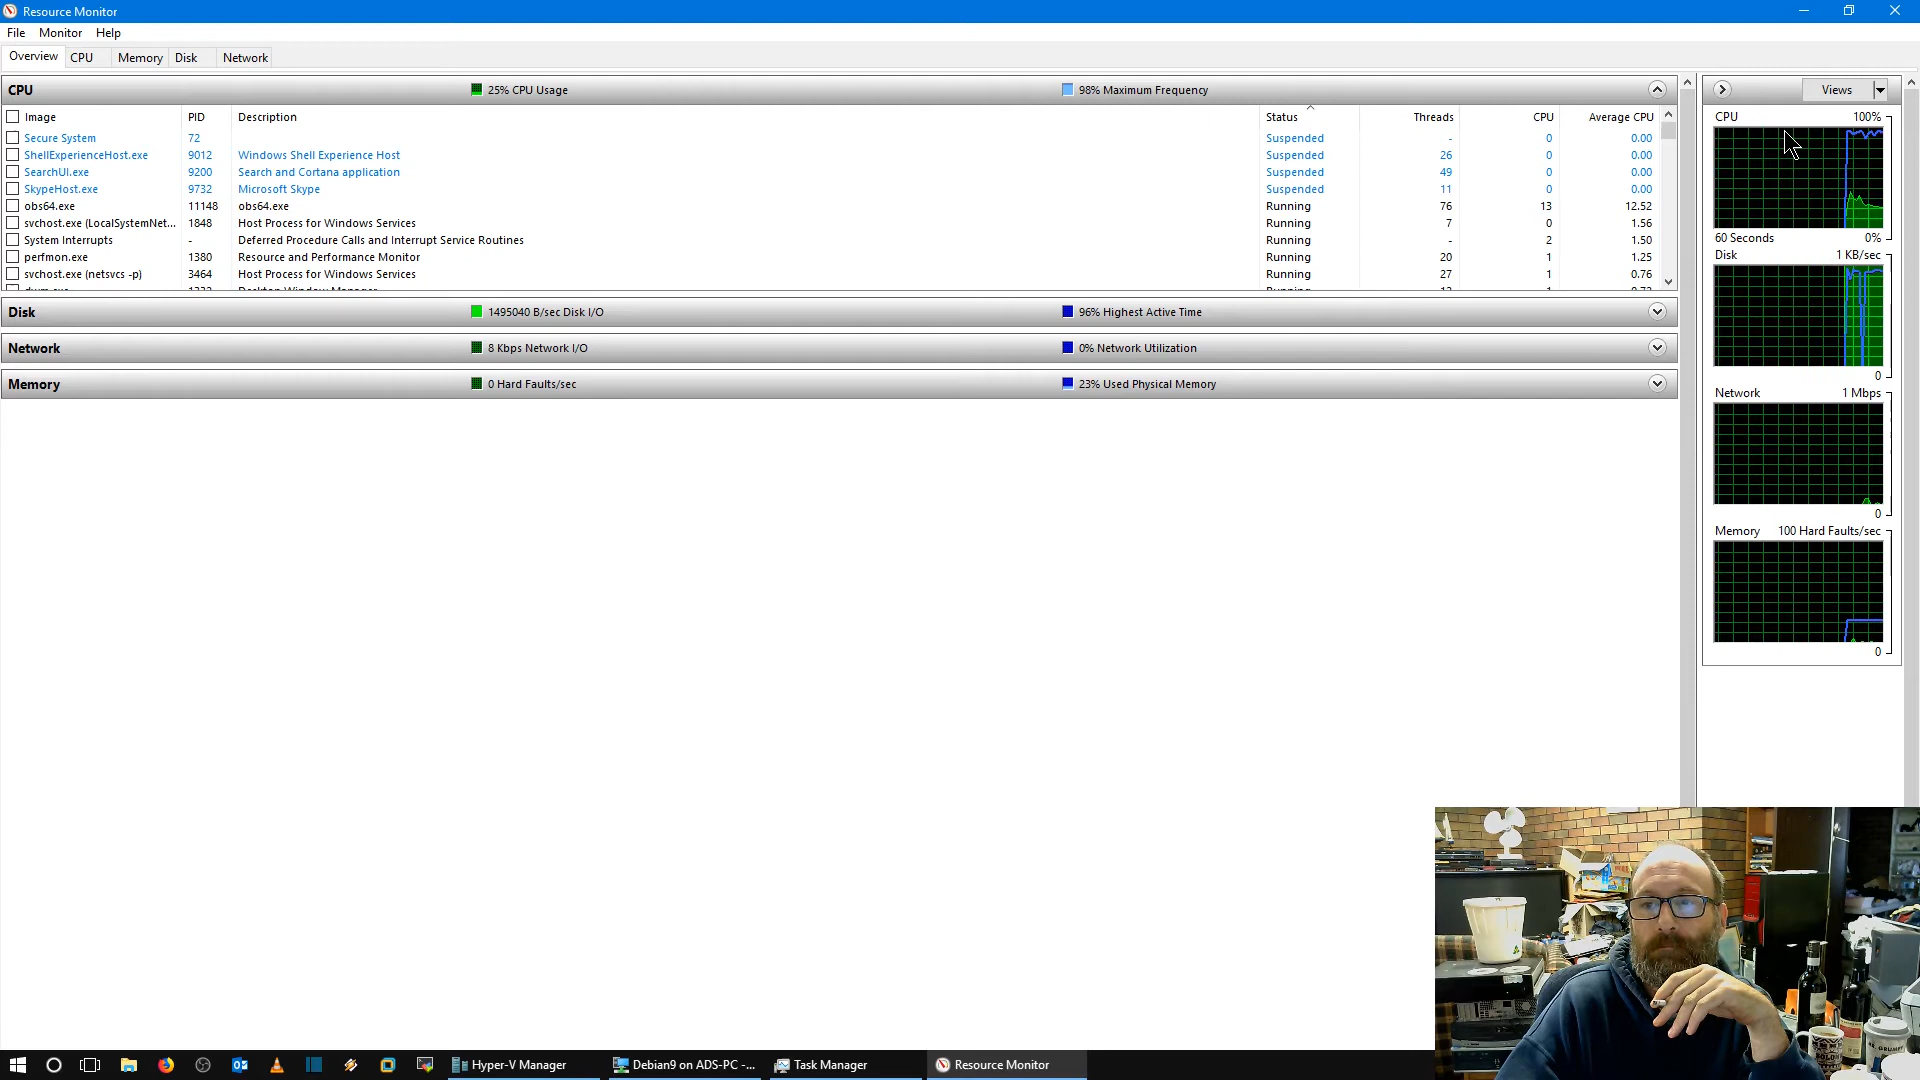 Resource Monitor
File Monitor Help
Overview CPU Memory Disk Network
CPU 25% CPU Usage 98% Maximum Frequency
Image PID Description Status Threads CPU Average CPU
Secure System 72 Suspended - 0 0.00
ShellExperienceHost.exe 9012 Windows Shell Experience Host Suspended 26 0 0.00
SearchUI.exe 9200 Search and Cortana application Suspended 49 0 0.00
SkypeHost.exe 9732 Microsoft Skype Suspended 11 0 0.00
obs64.exe 11148 obs64.exe Running 76 13 12.52
svchost.exe (LocalSystemNet... 1848 Host Process for Windows Services Running 7 0 1.56
System Interrupts - Deferred Procedure Calls and Interrupt Service Routines Running - 2 1.50
perfmon.exe 1380 Resource and Performance Monitor Running 20 1 1.25
svchost.exe (netsvcs -p) 3464 Host Process for Windows Services Running 27 1 0.76
Disk 1495040 B/sec Disk I/O 96% Highest Active Time
Network 8 Kbps Network I/O 0% Network Utilization
Memory 0 Hard Faults/sec 23% Used Physical Memory
Views
CPU 100%
60 Seconds 0%
Disk 1 KB/sec
0
Network 1 Mbps
0
Memory 100 Hard Faults/sec
0
Hyper-V Manager Debian9 on ADS-PC -... Task Manager Resource Monitor